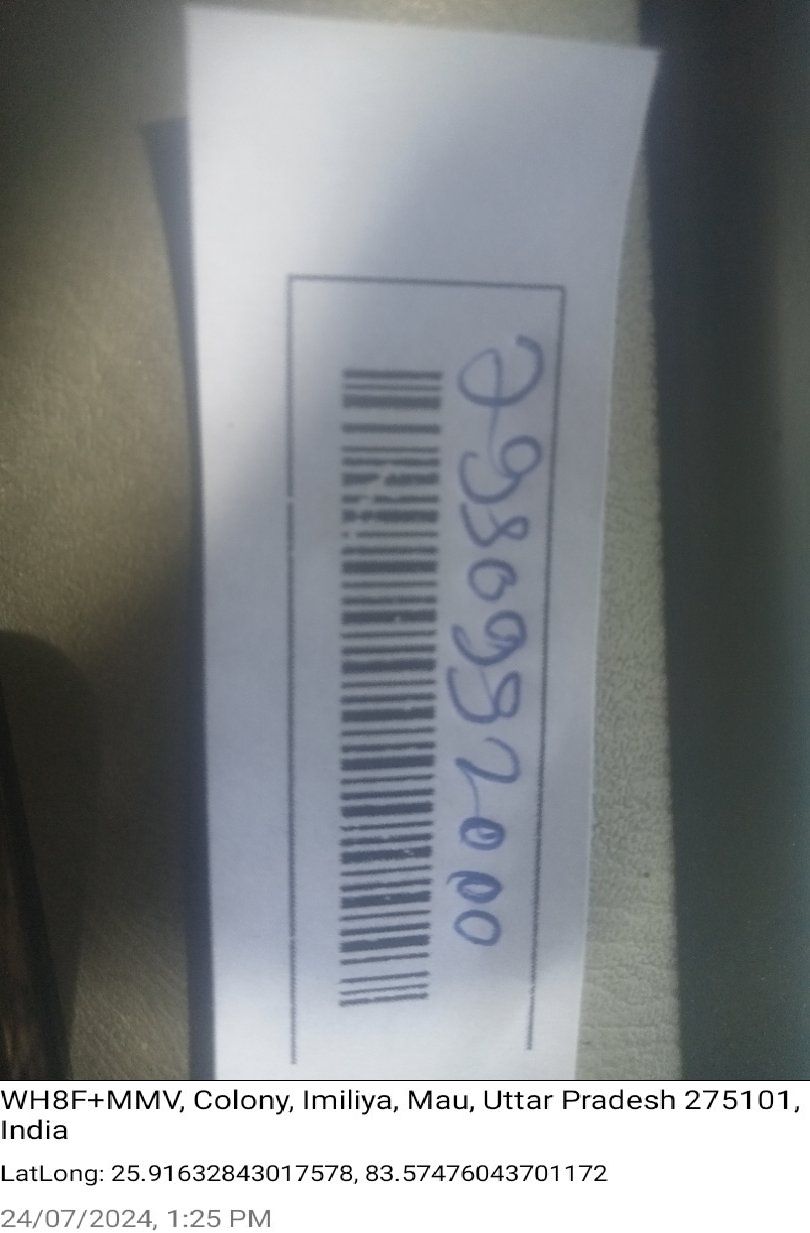 WH8F+MMV, Colony, Imiliya, Mau, Uttar Pradesh 275101,
India
LatLong: 25.91632843017578, 83.57476043701172
24/07/2024, 1:25 PM